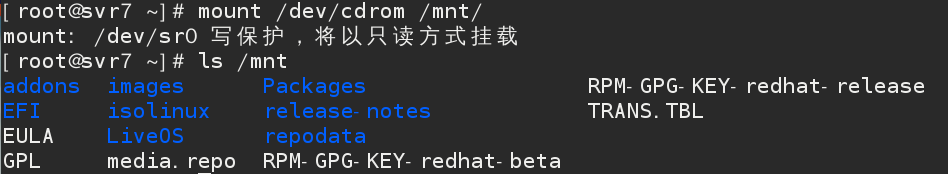 [root@svr7 ~]# mount /dev/cdrom /mnt/
mount: /dev/sr0 写保护，将以只读方式挂载
[root@svr7 ~]# ls /mnt
addons images Packages RPM-GPG-KEY-redhat-release
EFI isolinux release-notes TRANS.TBL
EULA LiveOS repodata
GPL media.repo RPM-GPG-KEY-redhat-beta